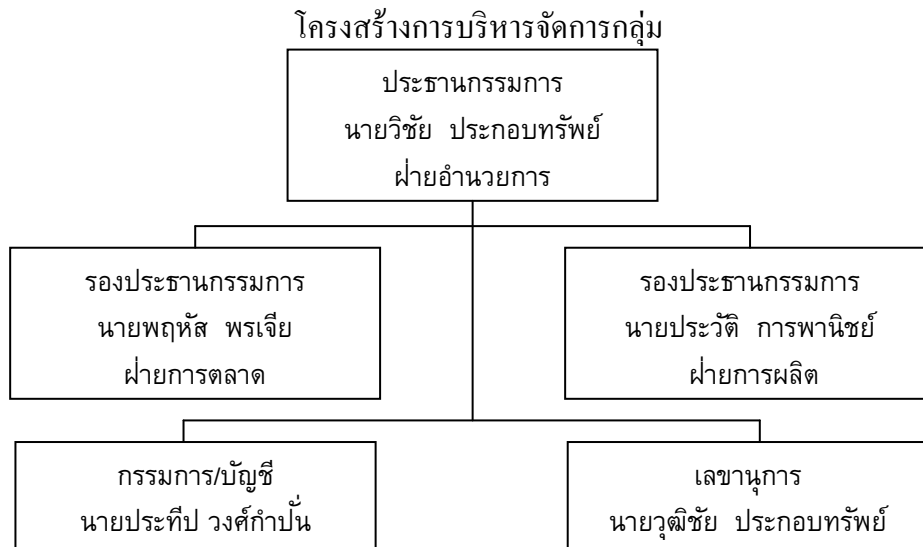 โครงสร้างการบริหารจัดการกลุ่ม
ประธานกรรมการ
นายวิชัย ประกอบทรัพย์
ฝ่ายอำนวยการ
รองประธานกรรมการ
นายพฤหัส พรเจีย
ฝ่ายการตลาด
รองประธานกรรมการ
นายประวัติ การพานิชย์
ฝ่ายการผลิต
กรรมการ/บัญชี
นายประทีป วงศ์กำปั่น
เลขานุการ
นายวุฒิชัย ประกอบทรัพย์